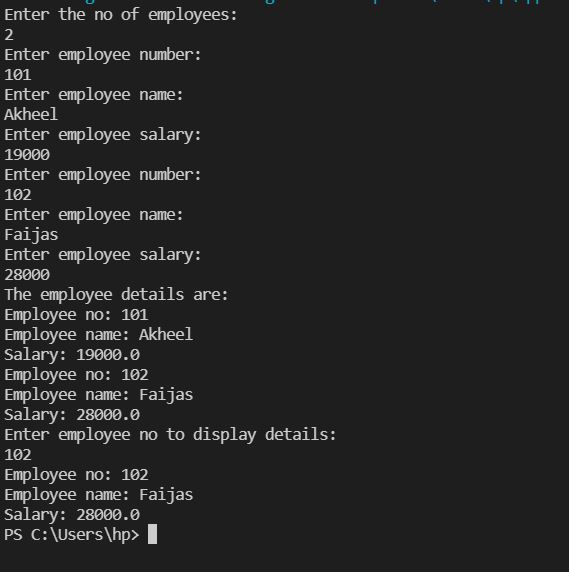 Enter the no of employees:
2
Enter employee number:
101
Enter employee name:
Akheel
Enter employee salary:
19000
Enter employee number:
102
Enter employee name:
Faijas
Enter employee salary:
28000
The employee details are:
Employee no: 101
Employee name: Akheel
Salary: 19000.0
Employee no: 102
Employee name: Faijas
Salary: 28000.0
Enter employee no to display details:
102
Employee no: 102
Employee name: Faijas
Salary: 28000.0
PS C:\Users\hp>